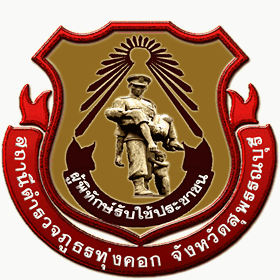 ผู้พิทักษ์รับใช้ประชาชน
สถานีตำรวจภูธรทุ่งคอก จังหวัดสุพรรณบุรี